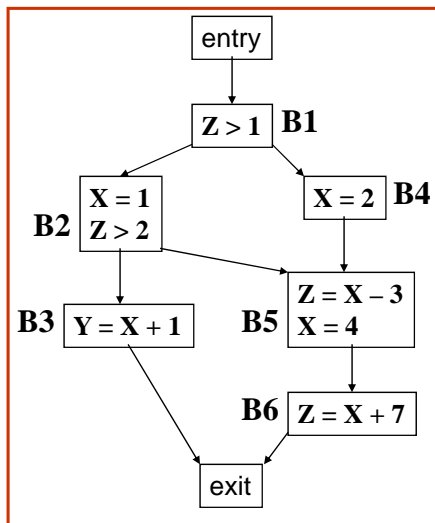 entry
Z > 1 B1
X = 1
Z > 2
B2
X = 2 B4
B3 Y = X + 1
Z = X – 3
X = 4
B5
B6 Z = X + 7
exit